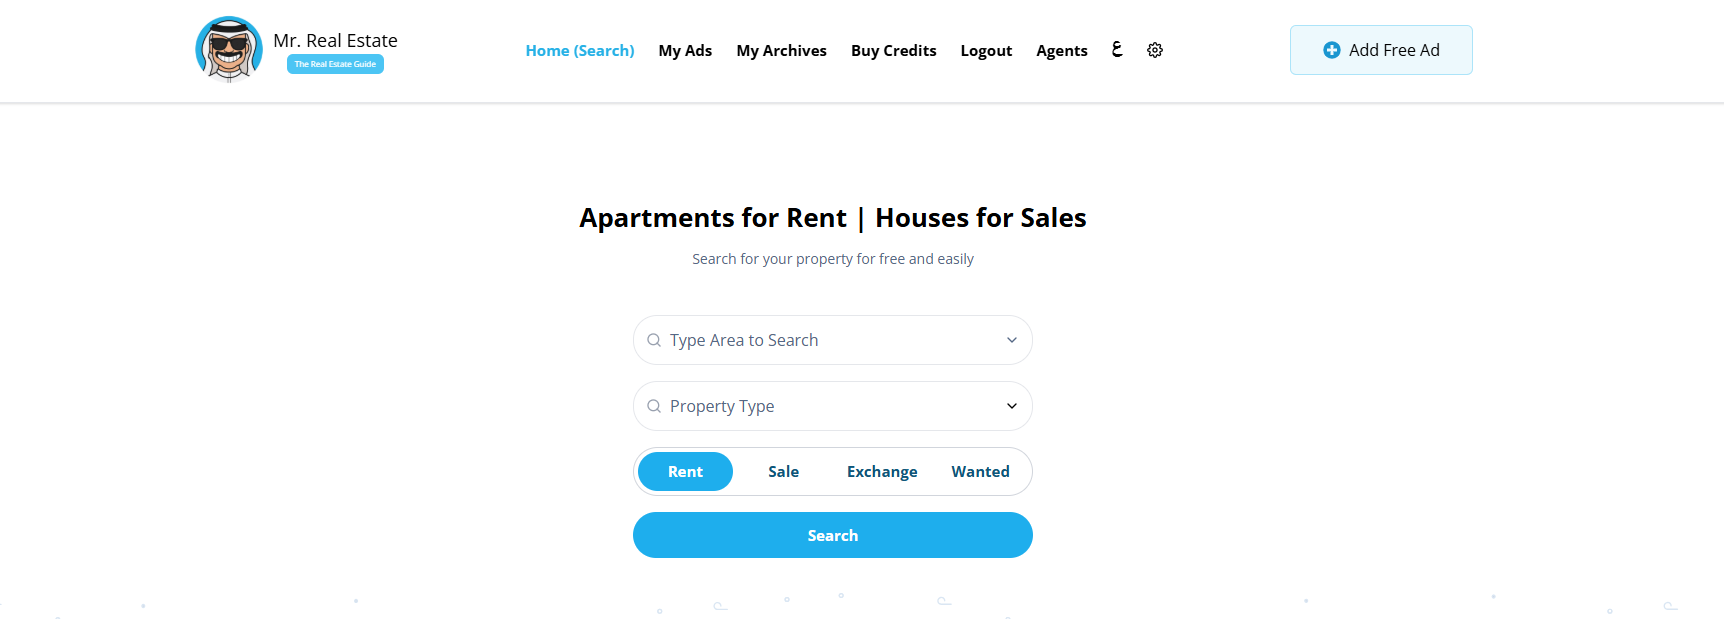 Mr. Real Estate
The Real Estate Guide
Home (Search) My Ads My Archives Buy Credits Logout Agents ع
Add Free Ad
Apartments for Rent | Houses for Sales
Search for your property for free and easily
Type Area to Search
Property Type
Rent Sale Exchange Wanted
Search